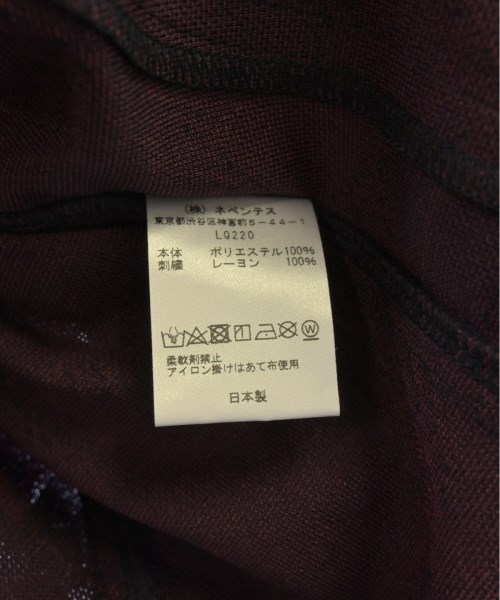 (株) ネペンテス
東京都渋谷区神宮前5-44-1
LQ220
本体 ポリエステル100%
刺繍 レーヨン 100%
柔軟剤禁止
アイロン掛けはあて布使用
日本製